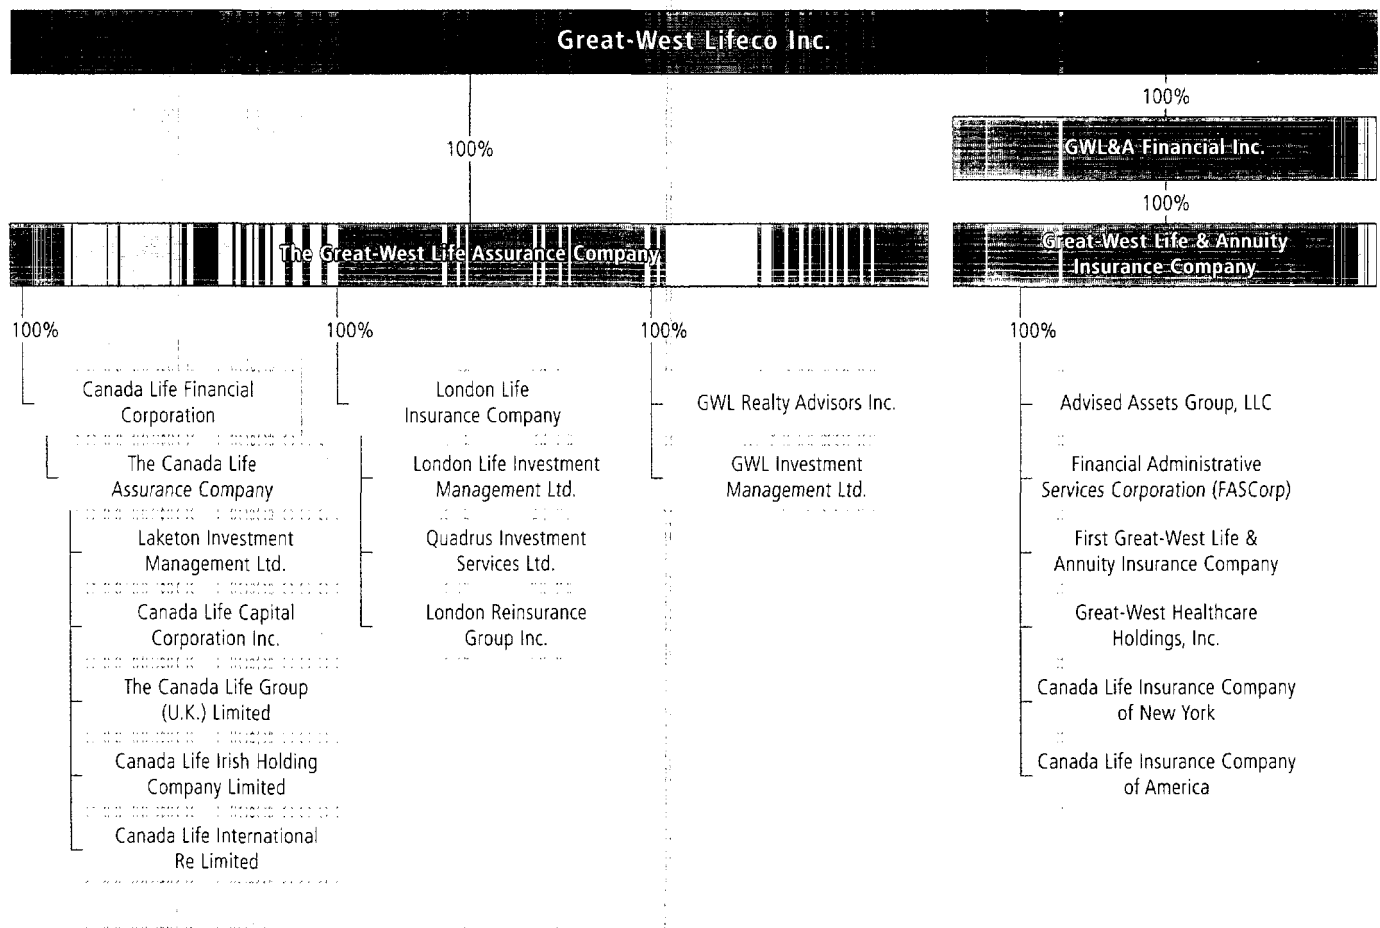 Great-West Lifeco Inc.
100%
100%
GWL&A Financial Inc.
100%
The Great-West Life Assurance Company
Great-West Life & Annuity
Insurance Company
100%
100%
100%
100%
Canada Life Financial
Corporation
The Canada Life
Assurance Company
Laketon Investment
Management Ltd.
Canada Life Capital
Corporation Inc.
The Canada Life Group
(U.K.) Limited
Canada Life Irish Holding
Company Limited
Canada Life International
Re Limited
London Life
Insurance Company
London Life Investment
Management Ltd.
Quadrus Investment
Services Ltd.
London Reinsurance
Group Inc.
GWL Realty Advisors Inc.
GWL Investment
Management Ltd.
Advised Assets Group, LLC
Financial Administrative
Services Corporation (FASCorp)
First Great-West Life &
Annuity Insurance Company
Great-West Healthcare
Holdings, Inc.
Canada Life Insurance Company
of New York
Canada Life Insurance Company
of America